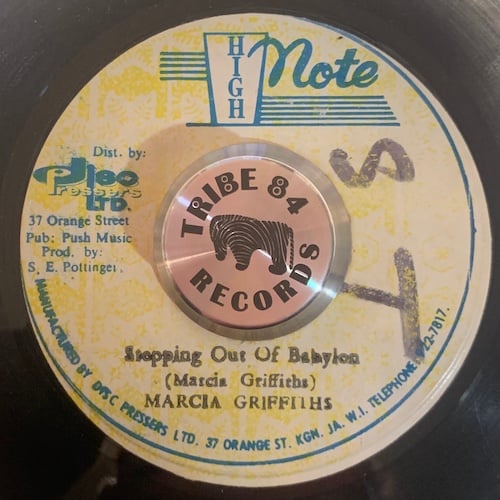 HIGH
Note
Dist. by:
Pressers
LTD.
37 Orange Street
Pub: Push Music
Prod. by:
S. E. Pottinger
TRIBE 84
RECORDS
Stepping Out Of Babylon
(Marcia Griffiths)
MARCIA GRIFFITHS
MANUFACTURED BY DISC PRESSERS LTD. 37 ORANGE ST. KGN. JA. W.I. TELEPHONE 922-7817.